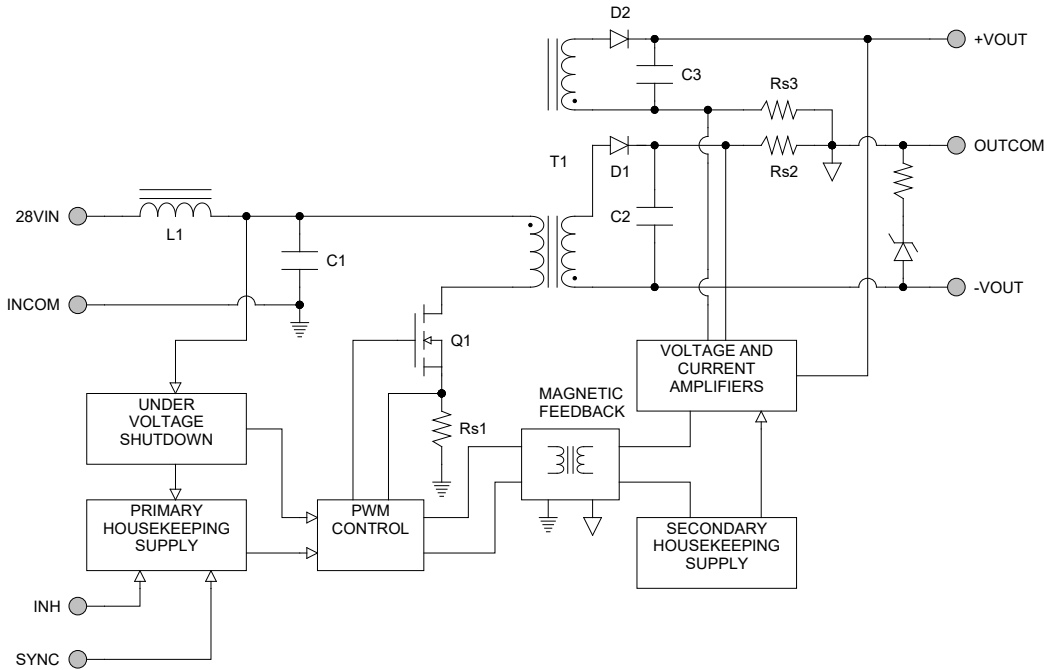 D2
+VOUT
C3
Rs3
OUTCOM
T1
D1
Rs2
28VIN
L1
C1
C2
INCOM
-VOUT
Q1
VOLTAGE AND
CURRENT
AMPLIFIERS
UNDER
VOLTAGE
SHUTDOWN
Rs1
MAGNETIC
FEEDBACK
PRIMARY
HOUSEKEEPING
SUPPLY
PWM
CONTROL
SECONDARY
HOUSEKEEPING
SUPPLY
INH
SYNC